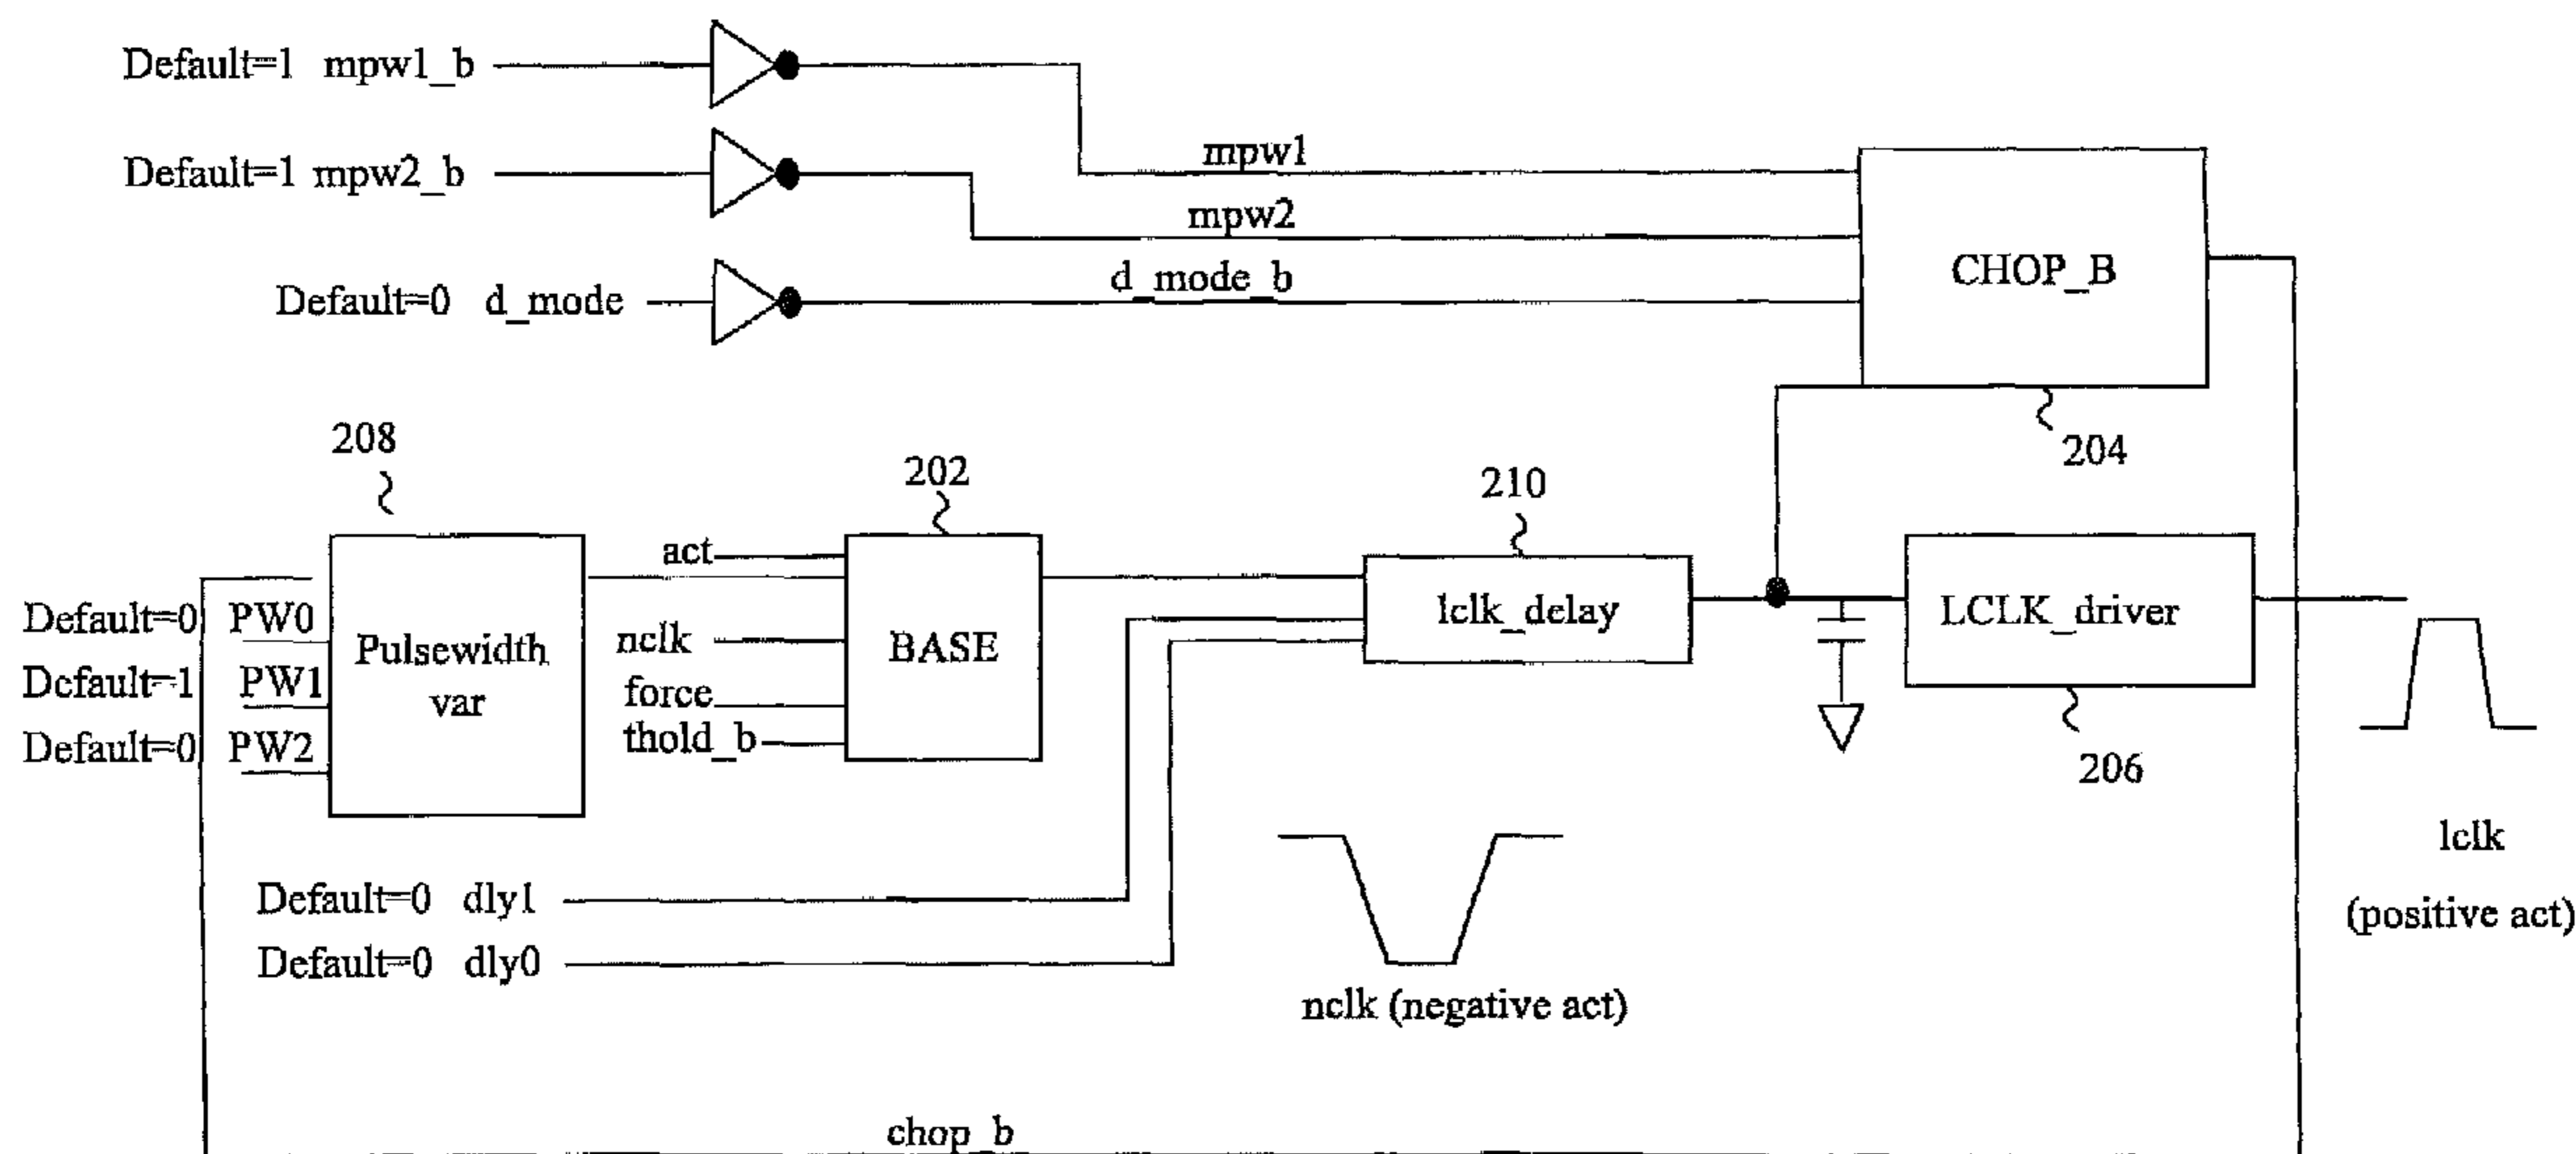 Default=1 mpw1_b
mpw1
Default=1 mpw2_b
mpw2
Default=0 d_mode
d_mode_b
CHOP_B
204
208
202
210
act
Default=0 PW0
Default=1 PW1
Default=0 PW2
Pulsewidth
var
nclk
force
thold_b
BASE
lclk_delay
LCLK_driver
206
lclk
(positive act)
Default=0 dly1
Default=0 dly0
nclk (negative act)
chop_b